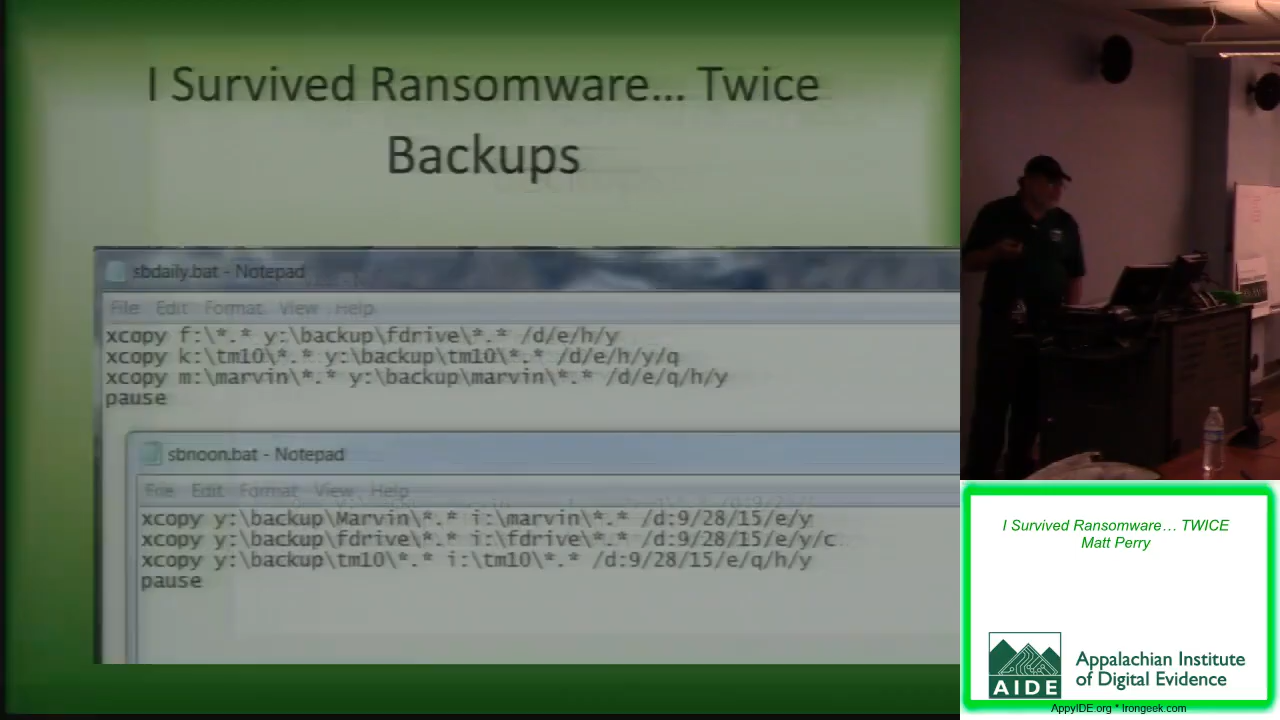 I Survived Ransomware... Twice
Backups
sbdaily.bat - Notepad
File Edit Format View Help
xcopy f:\*.* y:\backup\fdrive\*.* /d/e/h/y
xcopy k:\tm10\*.* y:\backup\tm10\*.* /d/e/h/y/q
xcopy m:\marvin\*.* y:\backup\marvin\*.* /d/e/q/h/y
pause
sbnoon.bat - Notepad
File Edit Format View Help
xcopy y:\backup\Marvin\*.* i:\marvin\*.* /d:9/28/15/e/y
xcopy y:\backup\fdrive\*.* i:\fdrive\*.* /d:9/28/15/e/y/c
xcopy y:\backup\tm10\*.* i:\tm10\*.* /d:9/28/15/e/q/h/y
pause
I Survived Ransomware... TWICE
Matt Perry
AIDE
Appalachian Institute
of Digital Evidence
AppyIDE.org * Irongeek.com